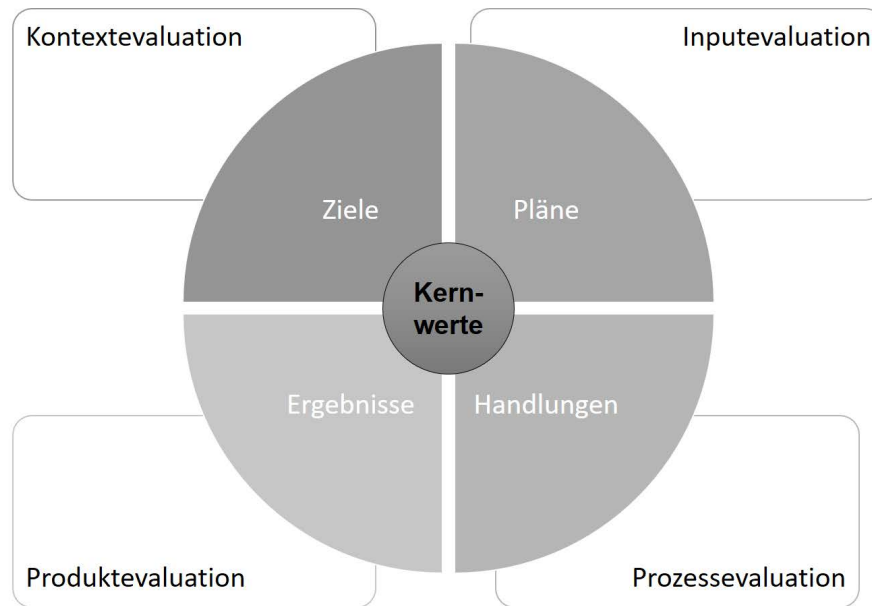 Kontextevaluation
Inputevaluation
Ziele
Pläne
Kern-
werte
Ergebnisse
Handlungen
Produktevaluation
Prozessevaluation